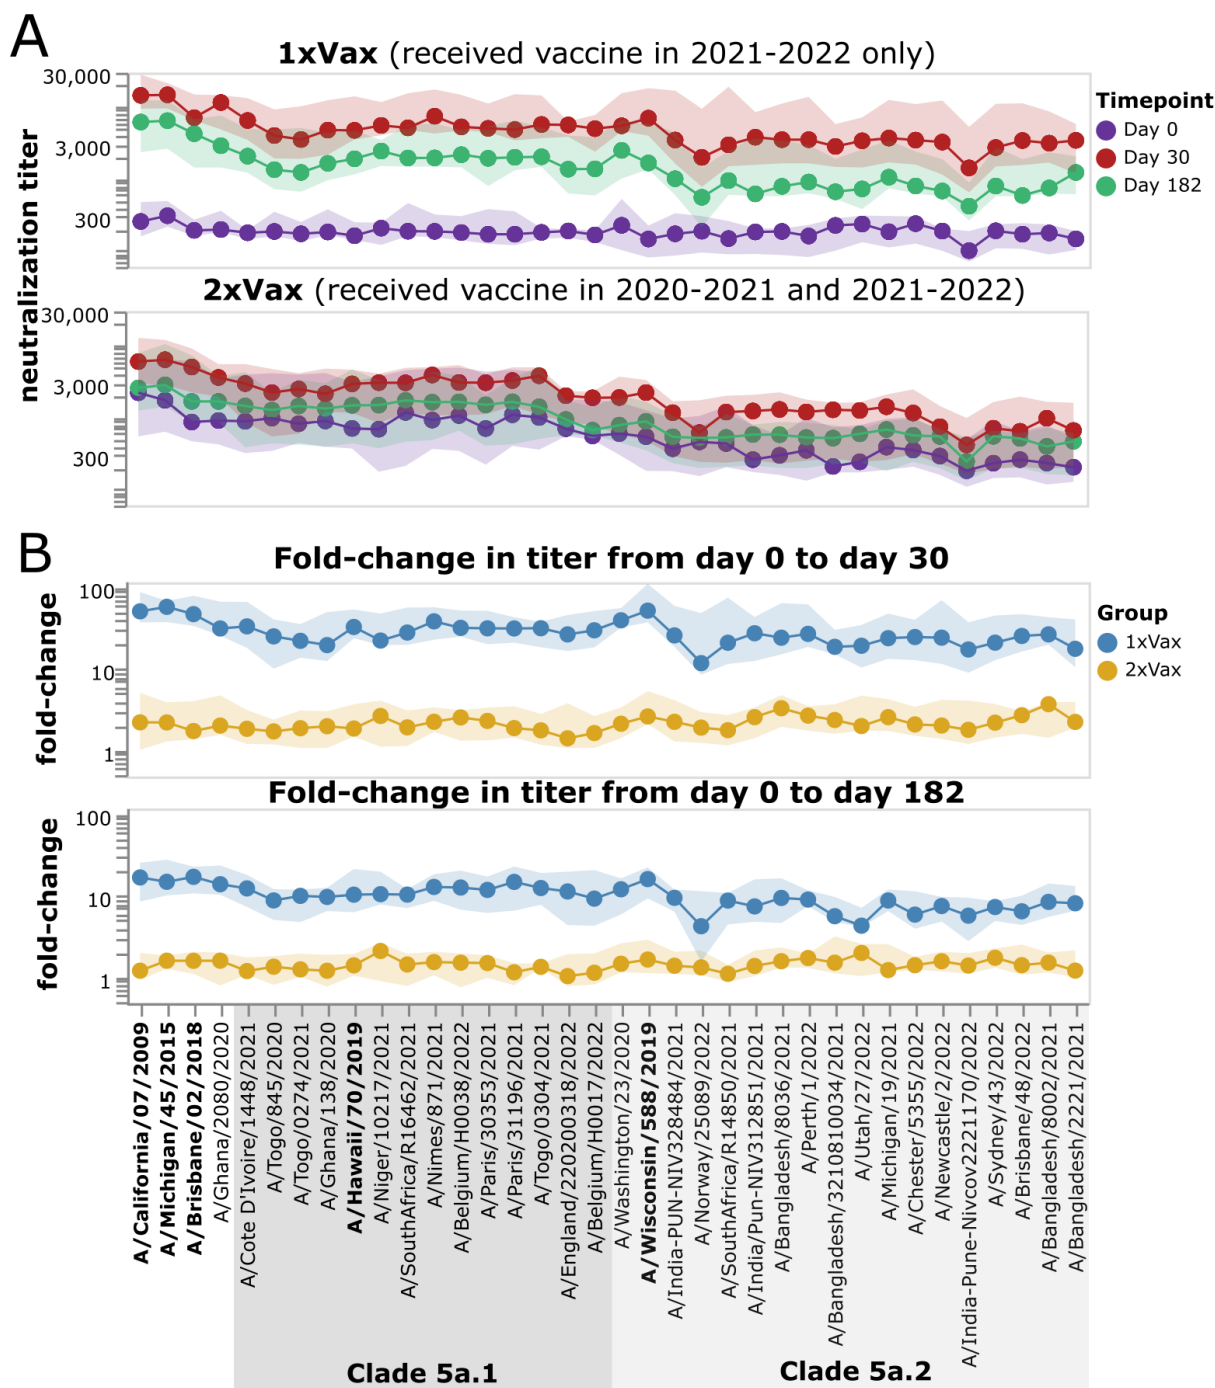 A
1xVax (received vaccine in 2021-2022 only)
30,000
3,000
300
neutralization titer
Timepoint
Day 0
Day 30
Day 182
2xVax (received vaccine in 2020-2021 and 2021-2022)
30,000
3,000
300
B
Fold-change in titer from day 0 to day 30
100
10
1
fold-change
Group
1xVax
2xVax
Fold-change in titer from day 0 to day 182
100
10
1
fold-change
A/California/07/2009
A/Michigan/45/2015
A/Brisbane/02/2018
A/Ghana/2080/2020
A/Cote D'Ivoire/1448/2021
A/Togo/845/2020
A/Togo/0274/2021
A/Ghana/138/2020
A/Hawaii/70/2019
A/Niger/10217/2021
A/SouthAfrica/R16462/2021
A/Nimes/871/2021
A/Belgium/H0038/2022
A/Paris/30353/2021
A/Paris/31196/2021
A/Togo/0304/2021
A/England/220200318/2022
A/Belgium/H0017/2022
A/Washington/23/2020
A/Wisconsin/588/2019
A/India-PUN-NIV328484/2021
A/Norway/25089/2022
A/SouthAfrica/R14850/2021
A/India/Pun-NIV312851/2021
A/Bangladesh/8036/2021
A/Perth/1/2022
A/Bangladesh/3210810034/2021
A/Utah/27/2022
A/Michigan/19/2021
A/Chester/5355/2022
A/Newcastle/2/2022
A/India-Pune-Nivcov2221170/2022
A/Sydney/43/2022
A/Brisbane/48/2022
A/Bangladesh/8002/2021
A/Bangladesh/2221/2021
Clade 5a.1
Clade 5a.2